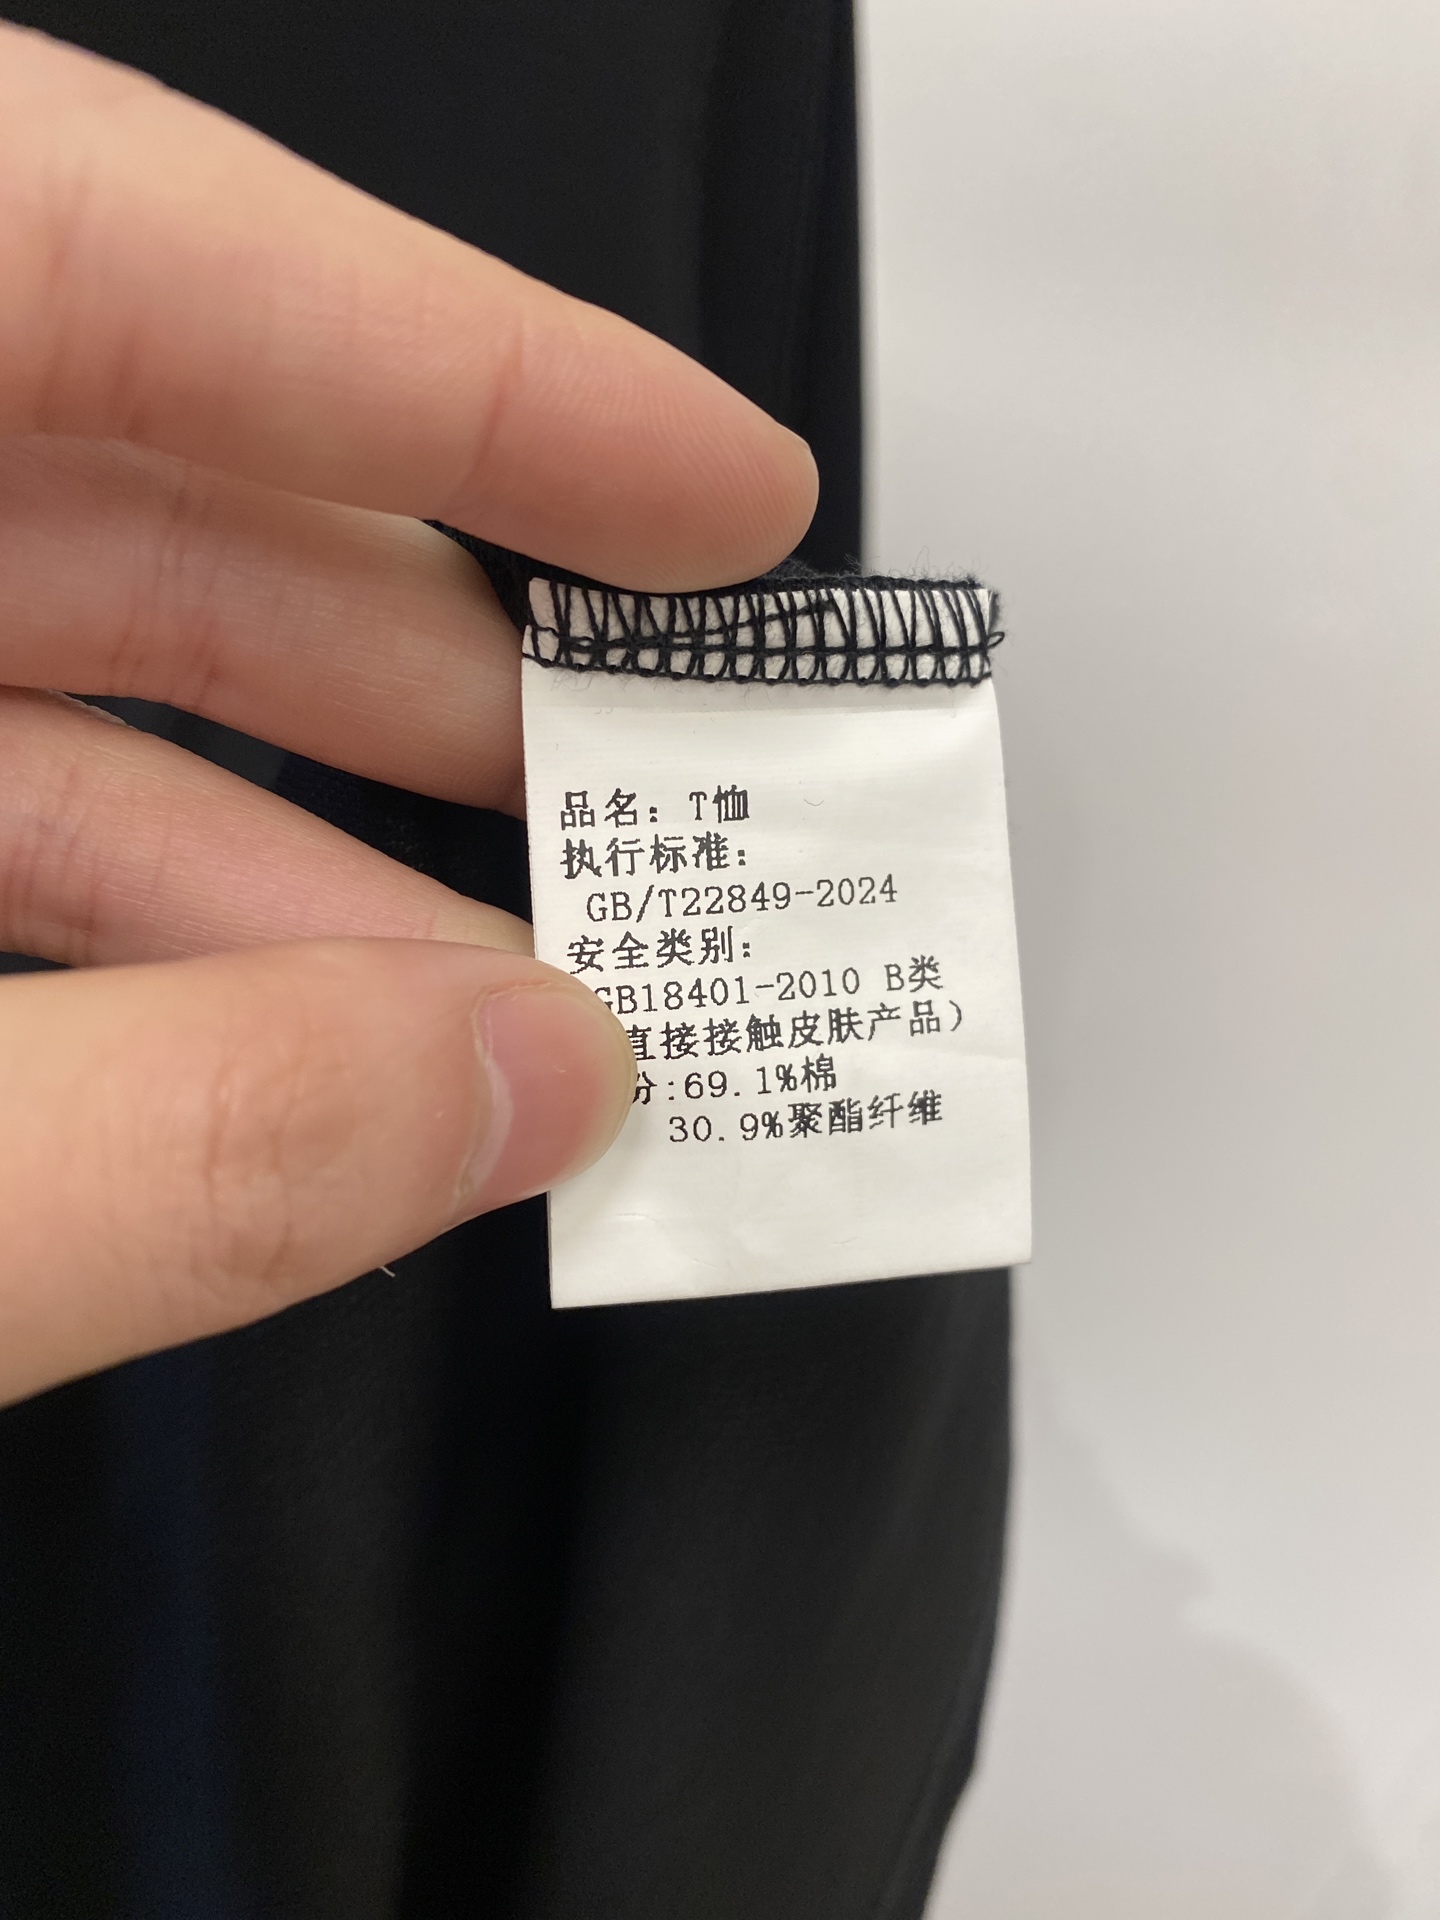 品名：T恤
执行标准：
GB/T22849-2024
安全类别：
GB18401-2010 B类
直接接触皮肤产品）
分:69.1%棉
30.9%聚酯纤维